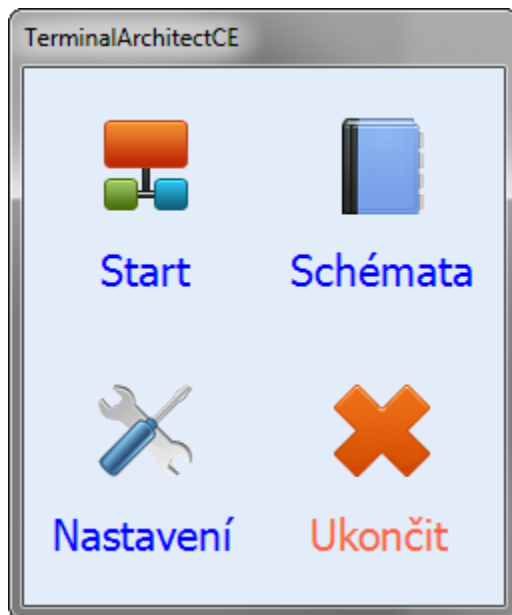 TerminalArchitectCE
Start
Schémata
Nastavení
Ukončit